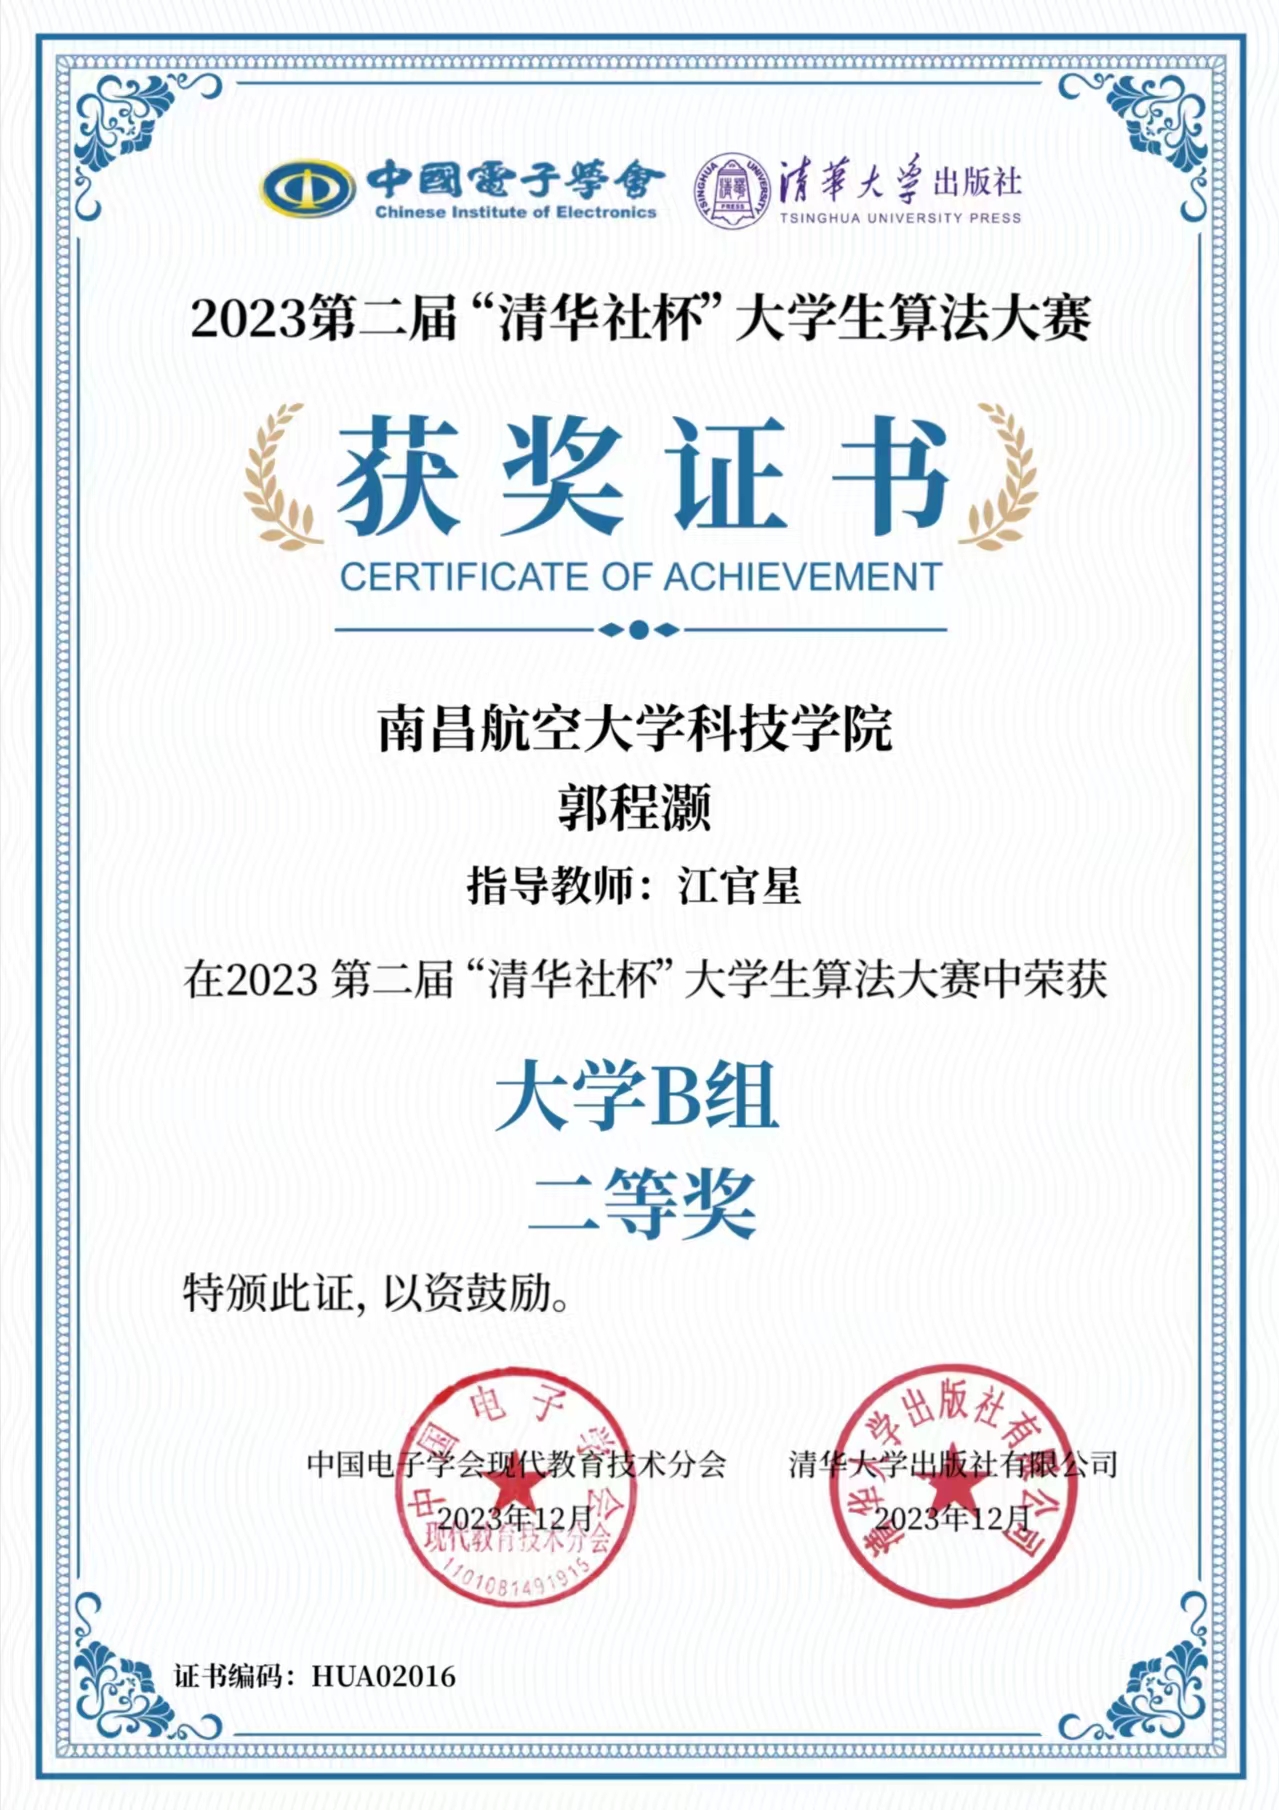 中國電子學會
Chinese Institute of Electronics
清華大学出版社
TSINGHUA UNIVERSITY PRESS
TSINGHUA UNIVERSITY
清華
PRESS
2023第二届“清华社杯”大学生算法大赛
获奖证书
CERTIFICATE OF ACHIEVEMENT
南昌航空大学科技学院
郭程灏
指导教师：江官星
在2023 第二届“清华社杯”大学生算法大赛中荣获
大学B组
二等奖
特颁此证，以资鼓励。
中国电子学会现代教育技术分会
2023年12月
中国电子学会
现代教育技术分会
1101081491915
清华大学出版社有限公司
2023年12月
清华大学出版社有限公司
证书编码：HUA02016